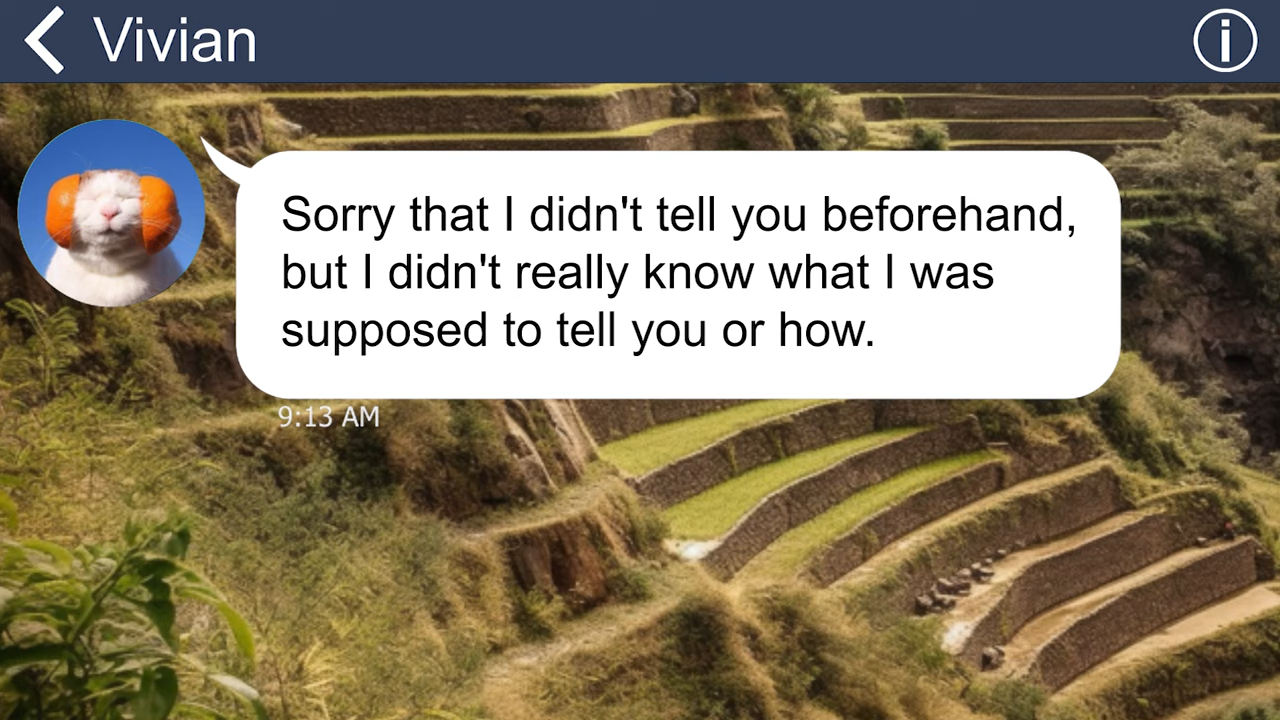 Vivian
Sorry that I didn't tell you beforehand,
but I didn't really know what I was
supposed to tell you or how.
9:13 AM